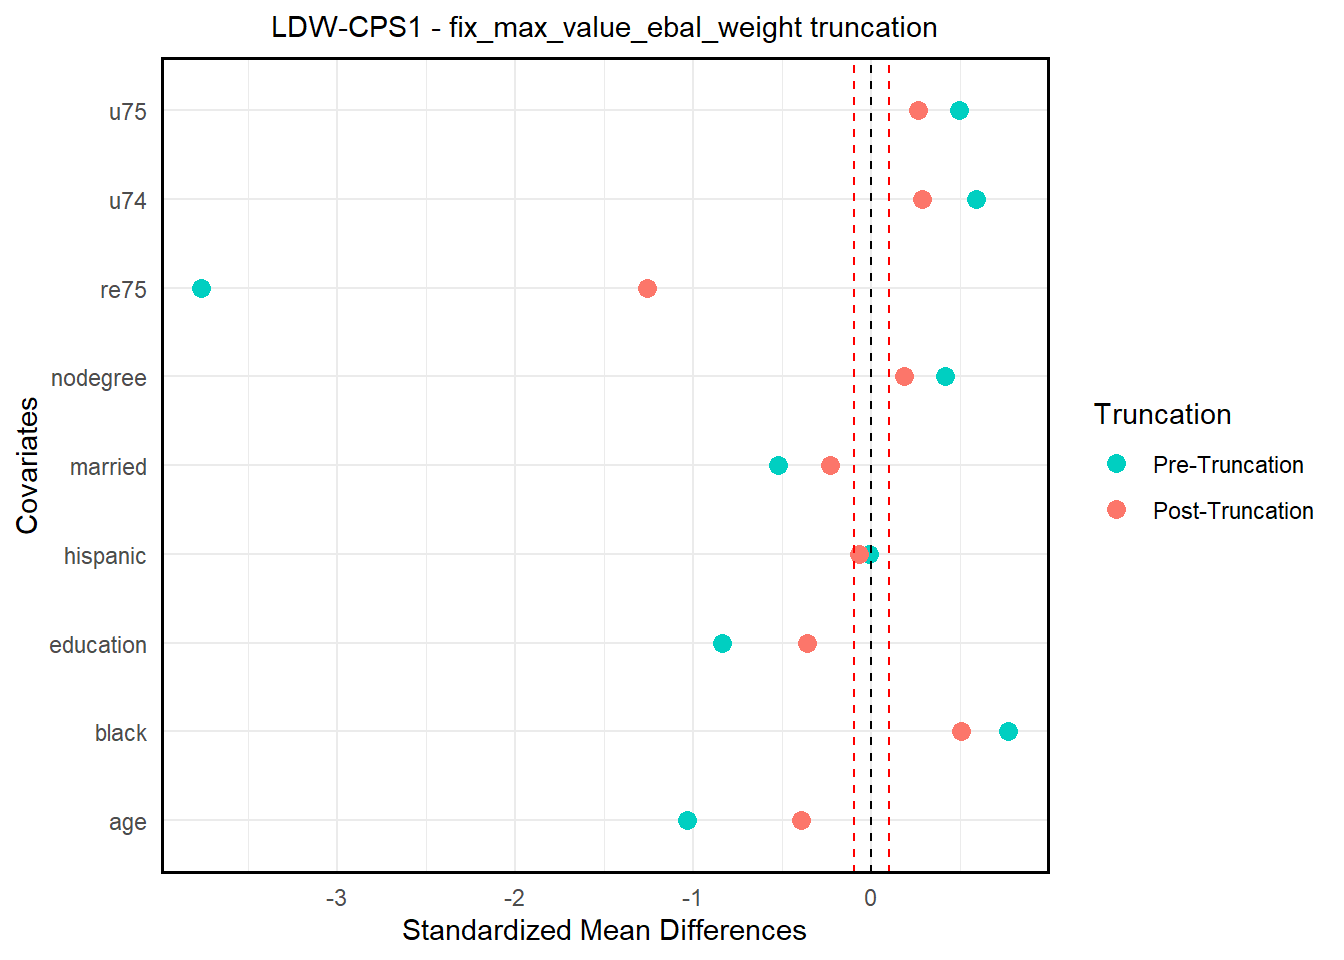 LDW-CPS1 - fix_max_value_ebal_weight truncation
Covariates
u75
u74
re75
nodegree
married
hispanic
education
black
age
-3 -2 -1 0
Standardized Mean Differences
Truncation
Pre-Truncation
Post-Truncation